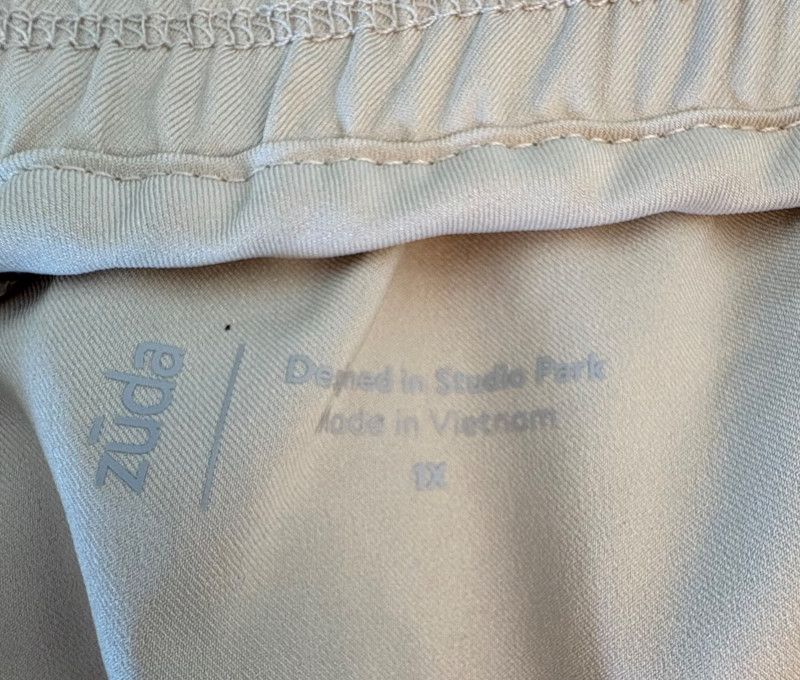 zūda
in Studio Park
Made in Vietnam
1X